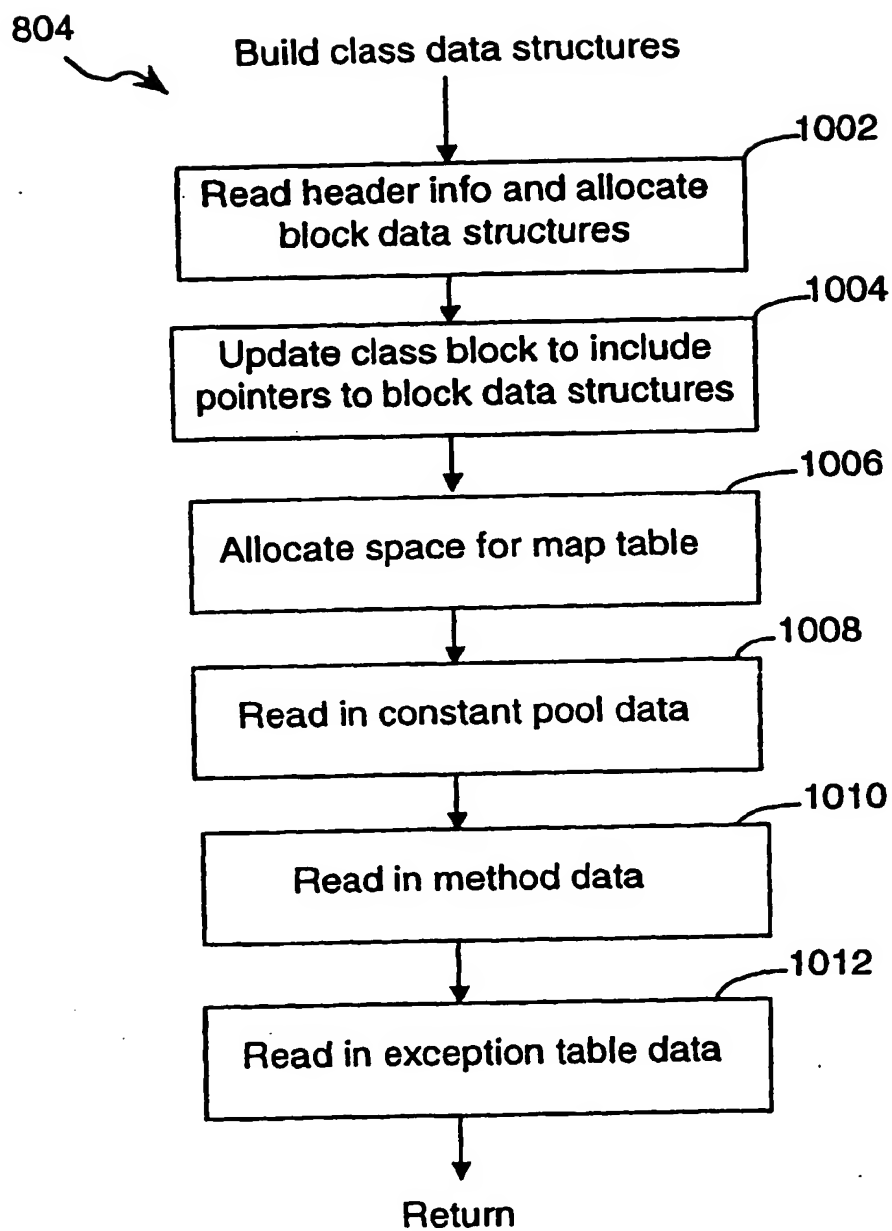 804
Build class data structures
1002
Read header info and allocate
block data structures
1004
Update class block to include
pointers to block data structures
1006
Allocate space for map table
1008
Read in constant pool data
1010
Read in method data
1012
Read in exception table data
Return